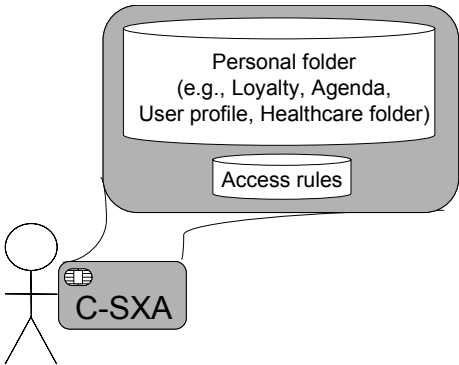 Personal folder
(e.g., Loyalty, Agenda,
User profile, Healthcare folder)
Access rules
C-SXA